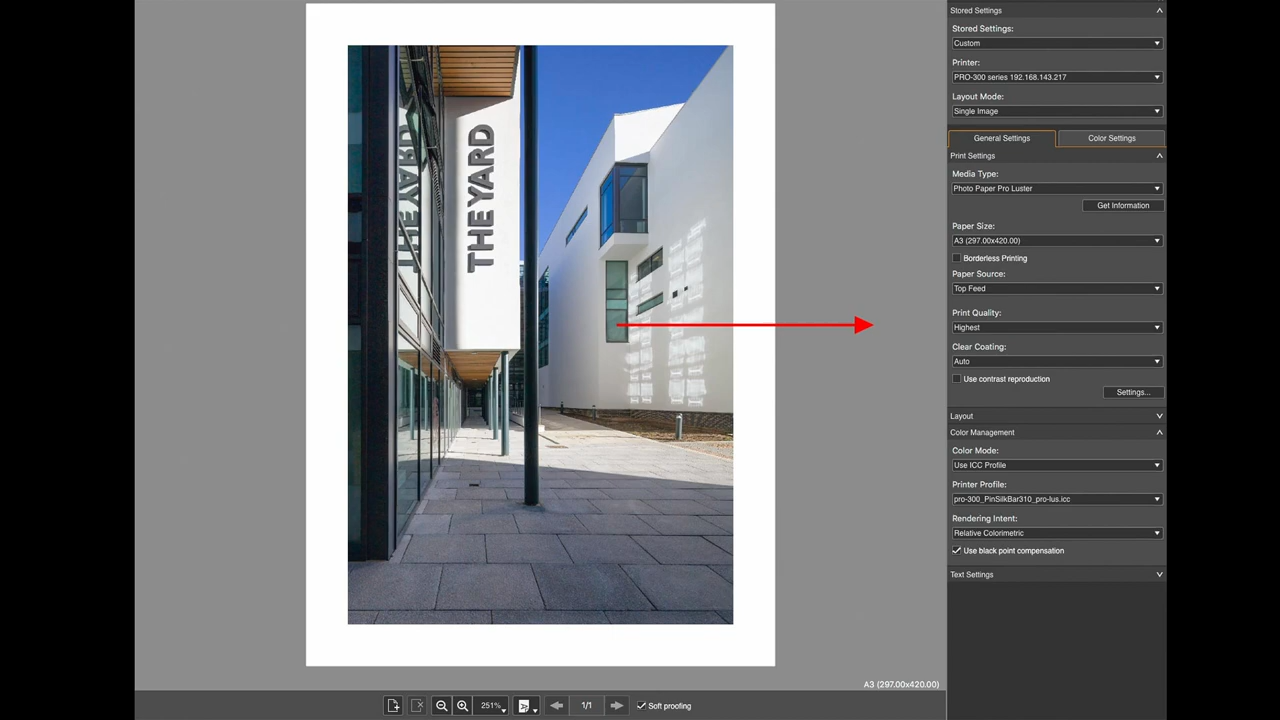 THE YARD
THE YARD
A3 (297.00x420.00)
251%
1/1
Soft proofing
Stored Settings
Stored Settings:
Custom
Printer:
PRO-300 series 192.168.143.217
Layout Mode:
Single Image
General Settings
Color Settings
Print Settings
Media Type:
Photo Paper Pro Luster
Get Information
Paper Size:
A3 (297.00x420.00)
Borderless Printing
Paper Source:
Top Feed
Print Quality:
Highest
Clear Coating:
Auto
Use contrast reproduction
Settings...
Layout
Color Management
Color Mode:
Use ICC Profile
Printer Profile:
pro-300_PinSilkBar310_pro-lus.icc
Rendering Intent:
Relative Colorimetric
Use black point compensation
Text Settings